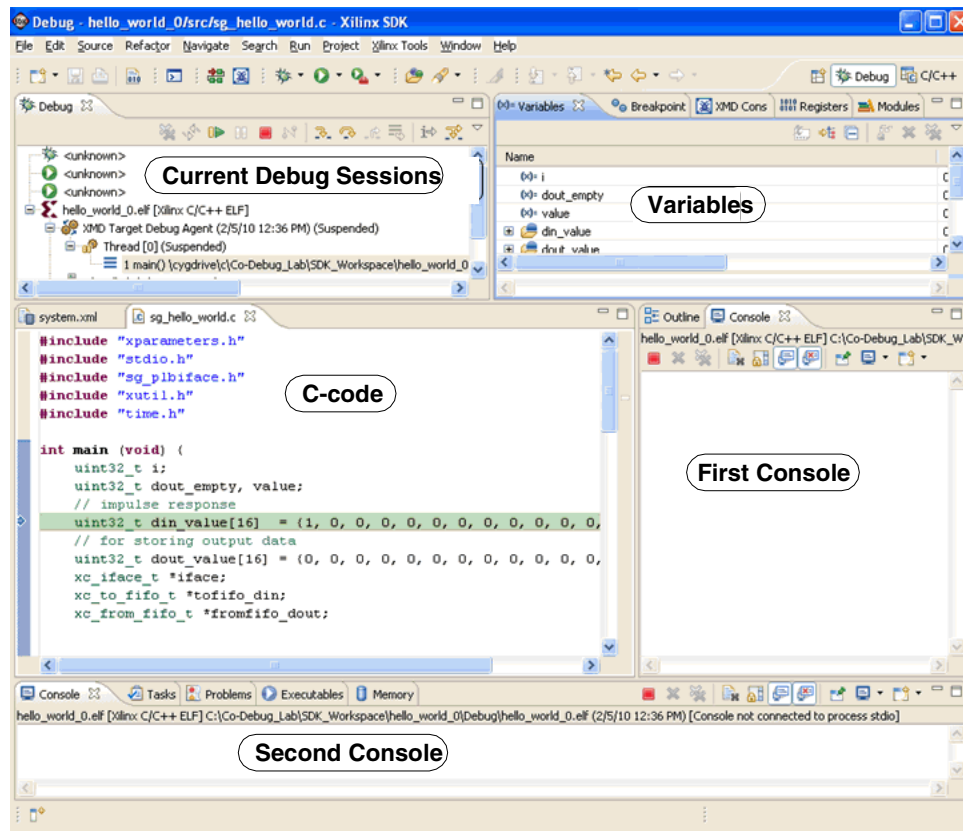 Debug - hello_world_0/src/sg_hello_world.c - Xilinx SDK
File Edit Source Refactor Navigate Search Run Project Xilinx Tools Window Help
Debug C/C++
Debug
<unknown>
<unknown>
<unknown>
hello_world_0.elf [Xilinx C/C++ ELF]
XMD Target Debug Agent (2/5/10 12:36 PM) (Suspended)
Thread [0] (Suspended)
1 main() \cygdrive\c\Co-Debug_Lab\SDK_Workspace\hello_world_0
Current Debug Sessions
(x)= Variables Breakpoint XMD Cons Registers Modules
Name
(x)= i
(x)= dout_empty
(x)= value
din_value
dout_value
Variables
system.xml sg_hello_world.c
#include "xparameters.h"
#include "stdio.h"
#include "sg_plbiface.h"
#include "xutil.h"
#include "time.h"
int main (void) {
uint32_t i;
uint32_t dout_empty, value;
// impulse response
uint32_t din_value[16] = {1, 0, 0, 0, 0, 0, 0, 0, 0, 0, 0, 0,
// for storing output data
uint32_t dout_value[16] = {0, 0, 0, 0, 0, 0, 0, 0, 0, 0, 0, 0,
xc_iface_t *iface;
xc_to_fifo_t *tofifo_din;
xc_from_fifo_t *fromfifo_dout;
C-code
Outline Console
hello_world_0.elf [Xilinx C/C++ ELF] C:\Co-Debug_Lab\SDK_W
First Console
Console Tasks Problems Executables Memory
hello_world_0.elf [Xilinx C/C++ ELF] C:\Co-Debug_Lab\SDK_Workspace\hello_world_0\Debug\hello_world_0.elf (2/5/10 12:36 PM) [Console not connected to process stdio]
Second Console